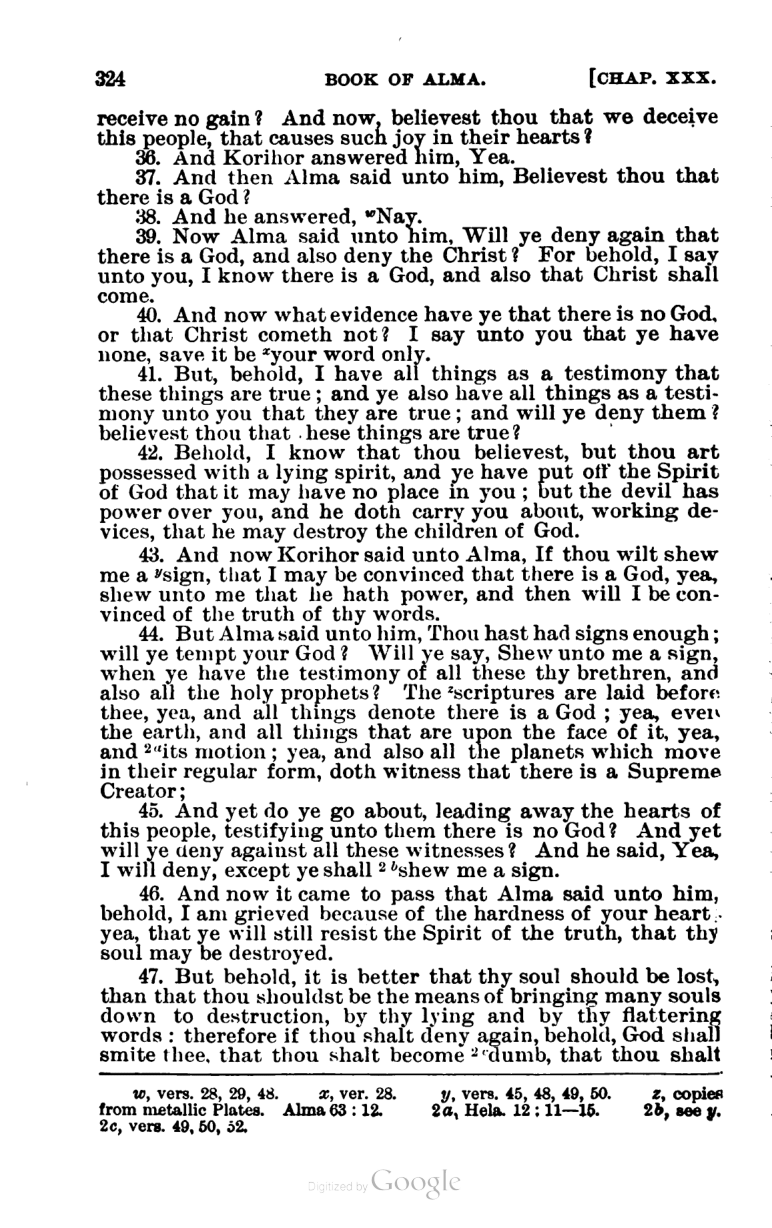 324 BOOK OF ALMA. [CHAP. XXX.
receive no gain? And now, believest thou that we deceive
this people, that causes such joy in their hearts?
36. And Korihor answered him, Yea.
37. And then Alma said unto him, Believest thou that
there is a God?
38. And he answered, ʷNay.
39. Now Alma said unto him, Will ye deny again that
there is a God, and also deny the Christ? For behold, I say
unto you, I know there is a God, and also that Christ shall
come.
40. And now what evidence have ye that there is no God,
or that Christ cometh not? I say unto you that ye have
none, save it be ˣyour word only.
41. But, behold, I have all things as a testimony that
these things are true; and ye also have all things as a testi-
mony unto you that they are true; and will ye deny them?
believest thou that hese things are true?
42. Behold, I know that thou believest, but thou art
possessed with a lying spirit, and ye have put off the Spirit
of God that it may have no place in you; but the devil has
power over you, and he doth carry you about, working de-
vices, that he may destroy the children of God.
43. And now Korihor said unto Alma, If thou wilt shew
me a ʸsign, that I may be convinced that there is a God, yea,
shew unto me that he hath power, and then will I be con-
vinced of the truth of thy words.
44. But Alma said unto him, Thou hast had signs enough;
will ye tempt your God? Will ye say, Shew unto me a sign,
when ye have the testimony of all these thy brethren, and
also all the holy prophets? The ᶻscriptures are laid before
thee, yea, and all things denote there is a God; yea, even
the earth, and all things that are upon the face of it, yea,
and ²ᵃits motion; yea, and also all the planets which move
in their regular form, doth witness that there is a Supreme
Creator;
45. And yet do ye go about, leading away the hearts of
this people, testifying unto them there is no God? And yet
will ye deny against all these witnesses? And he said, Yea,
I will deny, except ye shall ²ᵇshew me a sign.
46. And now it came to pass that Alma said unto him,
behold, I am grieved because of the hardness of your heart;
yea, that ye will still resist the Spirit of the truth, that thy
soul may be destroyed.
47. But behold, it is better that thy soul should be lost,
than that thou shouldst be the means of bringing many souls
down to destruction, by thy lying and by thy flattering
words: therefore if thou shalt deny again, behold, God shall
smite thee, that thou shalt become ²ᶜdumb, that thou shalt
w, vers. 28, 29, 48. x, ver. 28. y, vers. 45, 48, 49, 50. z, copies
from metallic Plates. Alma 63:12. 2a, Hela. 12:11—15. 2b, see y.
2c, vers. 49, 50, 52.
Digitized by Google